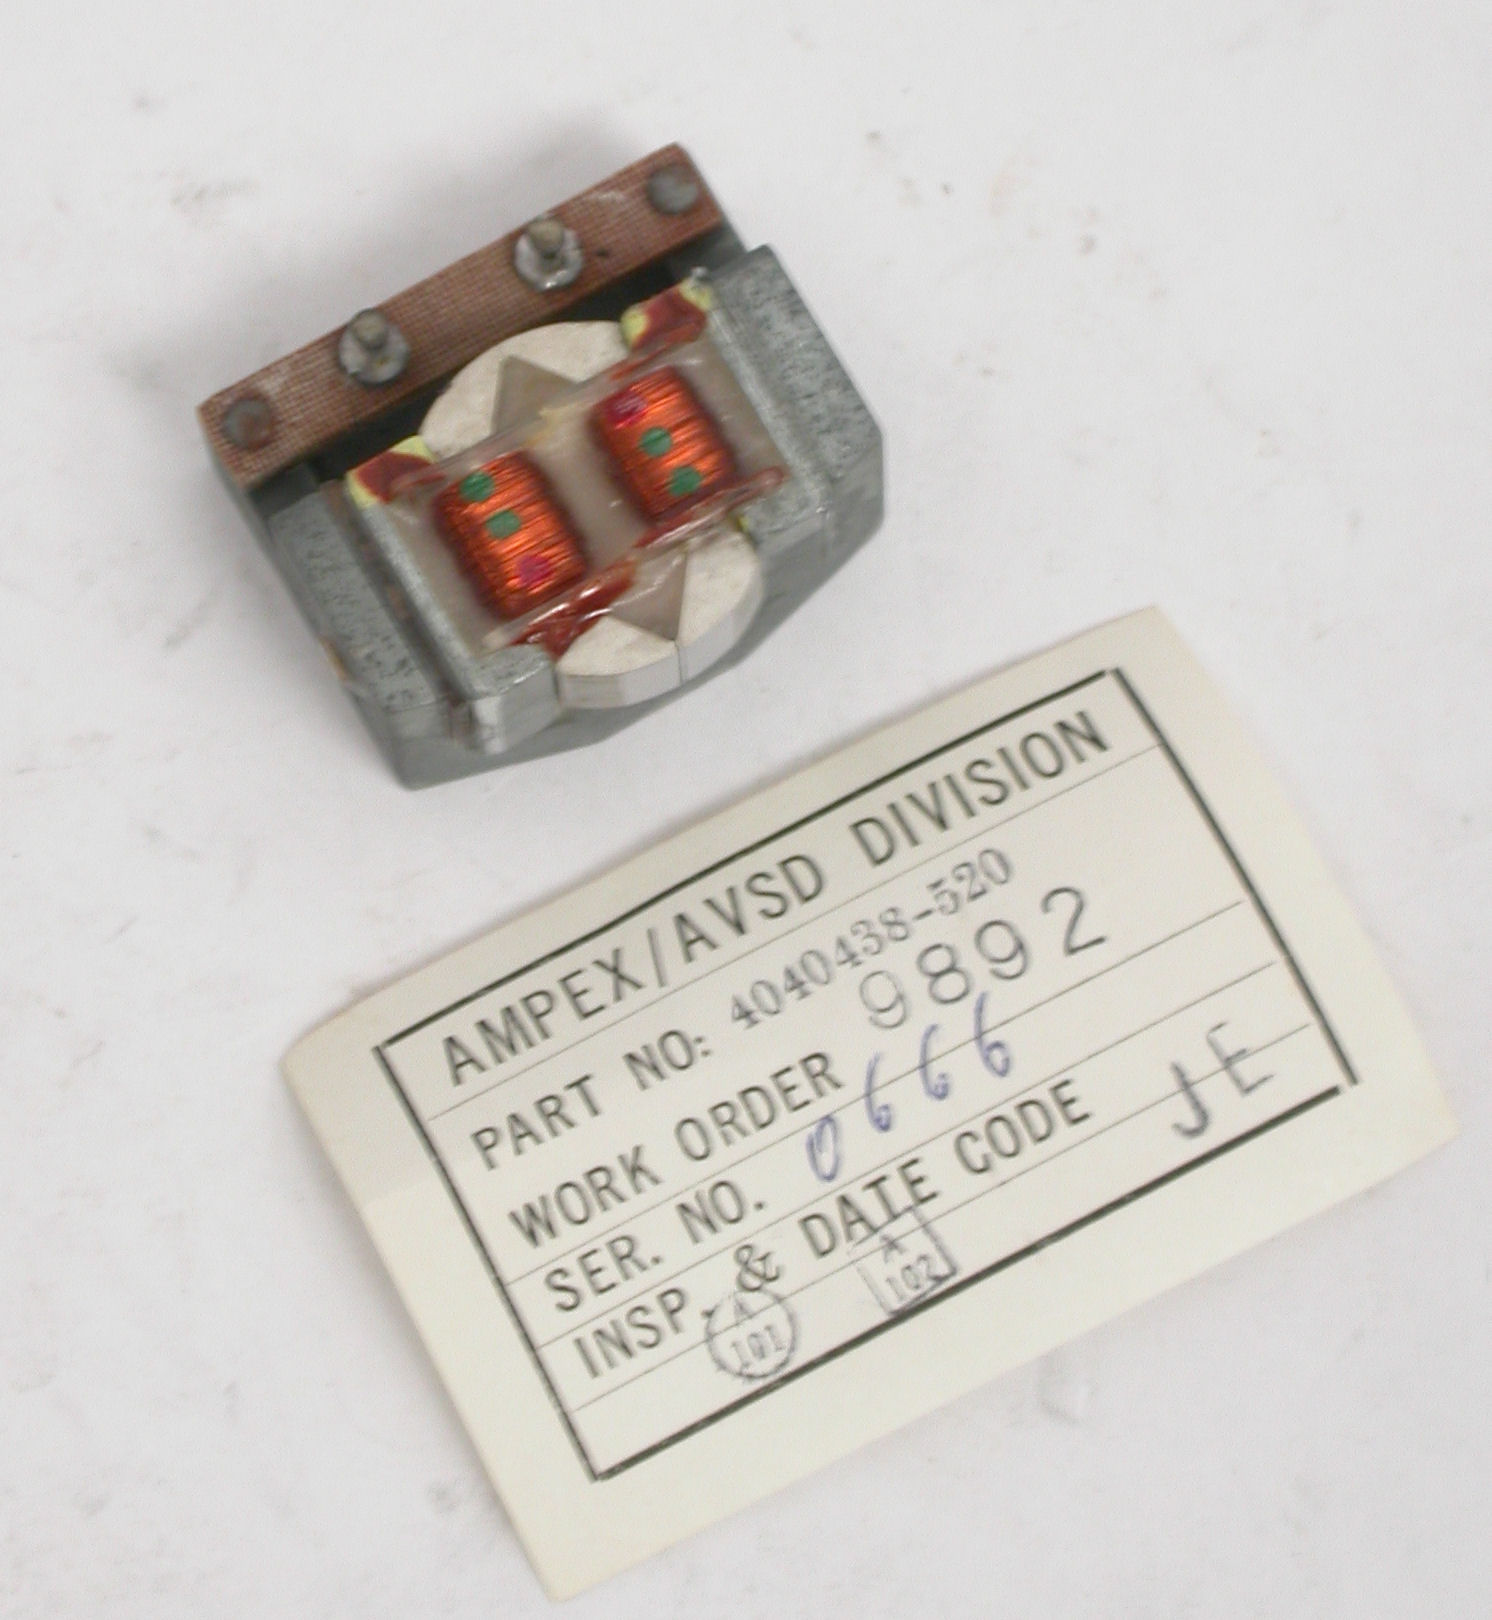 AMPEX/AVSD DIVISION
PART NO: 4040438-520
WORK ORDER 9892
SER. NO. 0666
INSP. & DATE CODE JE
A 101
A 102